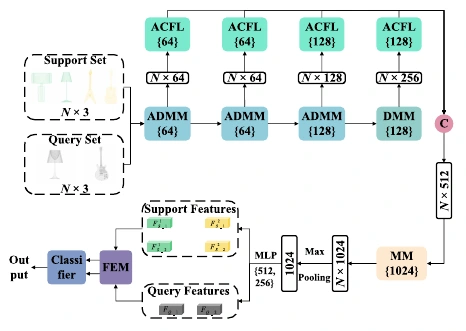 ACFL
{64}
ACFL
{64}
ACFL
{128}
ACFL
{128}
Support Set
N × 3
N × 64
N × 64
N × 128
N × 256
ADMM
{64}
ADMM
{64}
ADMM
{128}
DMM
{128}
C
Query Set
N × 3
N × 512
Support Features
Query Features
Out
put
Classi
fier
FEM
MLP
{512,
256}
1024
Max
Pooling
N × 1024
MM
{1024}